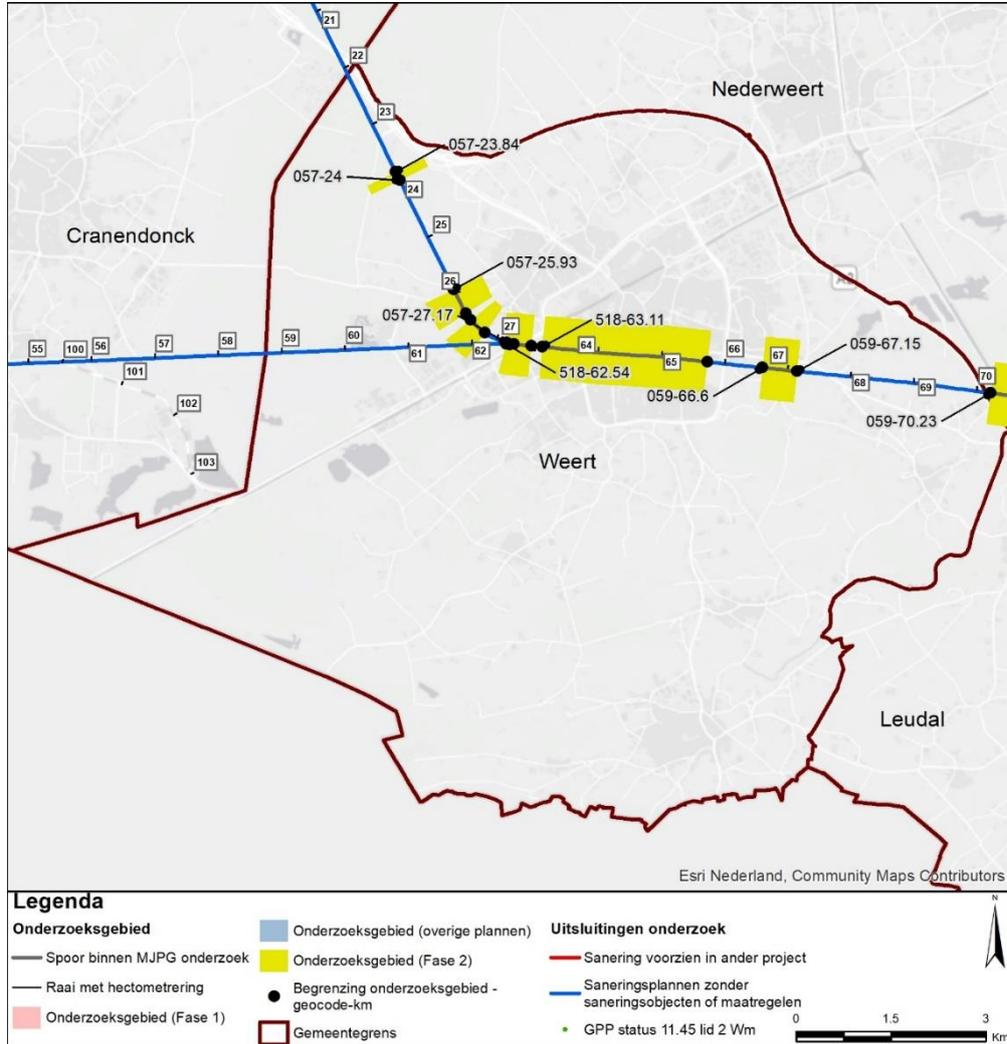 21
22
Nederweert
23
057-23.84
057-24
24
Cranendonck
25
A2
057-25.93
26
057-27.17
27
518-63.11
55
100
56
57
58
59
60
61
62
64
65
66
67
059-67.15
101
518-62.54
059-66.6
68
69
70
102
059-70.23
103
Weert
Leudal
Esri Nederland, Community Maps Contributors
Legenda
Onderzoeksgebied
Spoor binnen MJPG onderzoek
Raai met hectometrering
Onderzoeksgebied (Fase 1)
Onderzoeksgebied (overige plannen)
Onderzoeksgebied (Fase 2)
Begrenzing onderzoeksgebied -
geocode-km
Gemeentegrens
Uitsluitingen onderzoek
Sanering voorzien in ander project
Saneringsplannen zonder
saneringsobjecten of maatregelen
GPP status 11.45 lid 2 Wm
N
0 1.5 3
Km